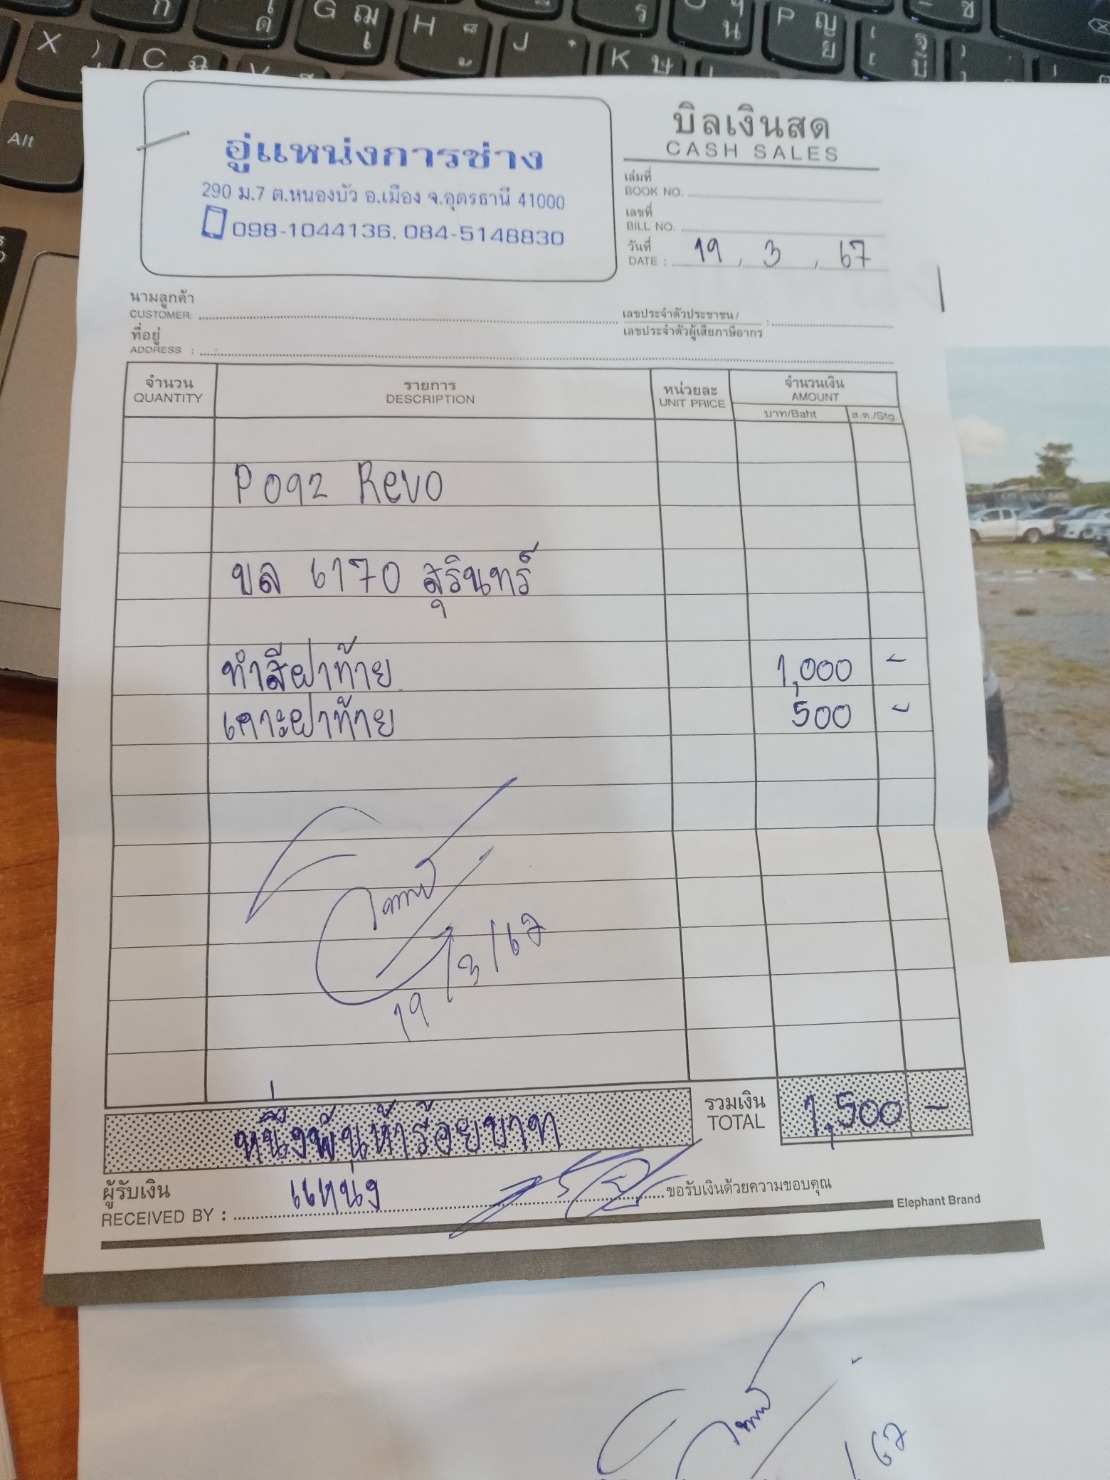 อู่แหน่งการช่าง
290 ม.7 ต.หนองบัว อ.เมือง จ.อุดรธานี 41000
098-1044136, 084-5148830
บิลเงินสด
CASH SALES
เล่มที่
BOOK NO.
เลขที่
BILL NO.
วันที่
DATE : 19, 3, 67
นามลูกค้า
CUSTOMER:
เลขประจำตัวประชาชน/
เลขประจำตัวผู้เสียภาษีอากร :
ที่อยู่
ADDRESS :
จำนวน รายการ หน่วยละ จำนวนเงิน
QUANTITY DESCRIPTION UNIT PRICE AMOUNT
บาท/Baht ส.ต./Stg.
P092 Revo
ขล 6170 สุรินทร์
ทำสีฝาท้าย 1,000 -
เคาะฝาท้าย 500 -
19/3/67
หนึ่งพันห้าร้อยบาท รวมเงิน 1,500 -
TOTAL
ผู้รับเงิน แหน่ง ขอรับเงินด้วยความขอบคุณ
RECEIVED BY :
Elephant Brand
/67
Alt
X
C
G
H
J
K
P